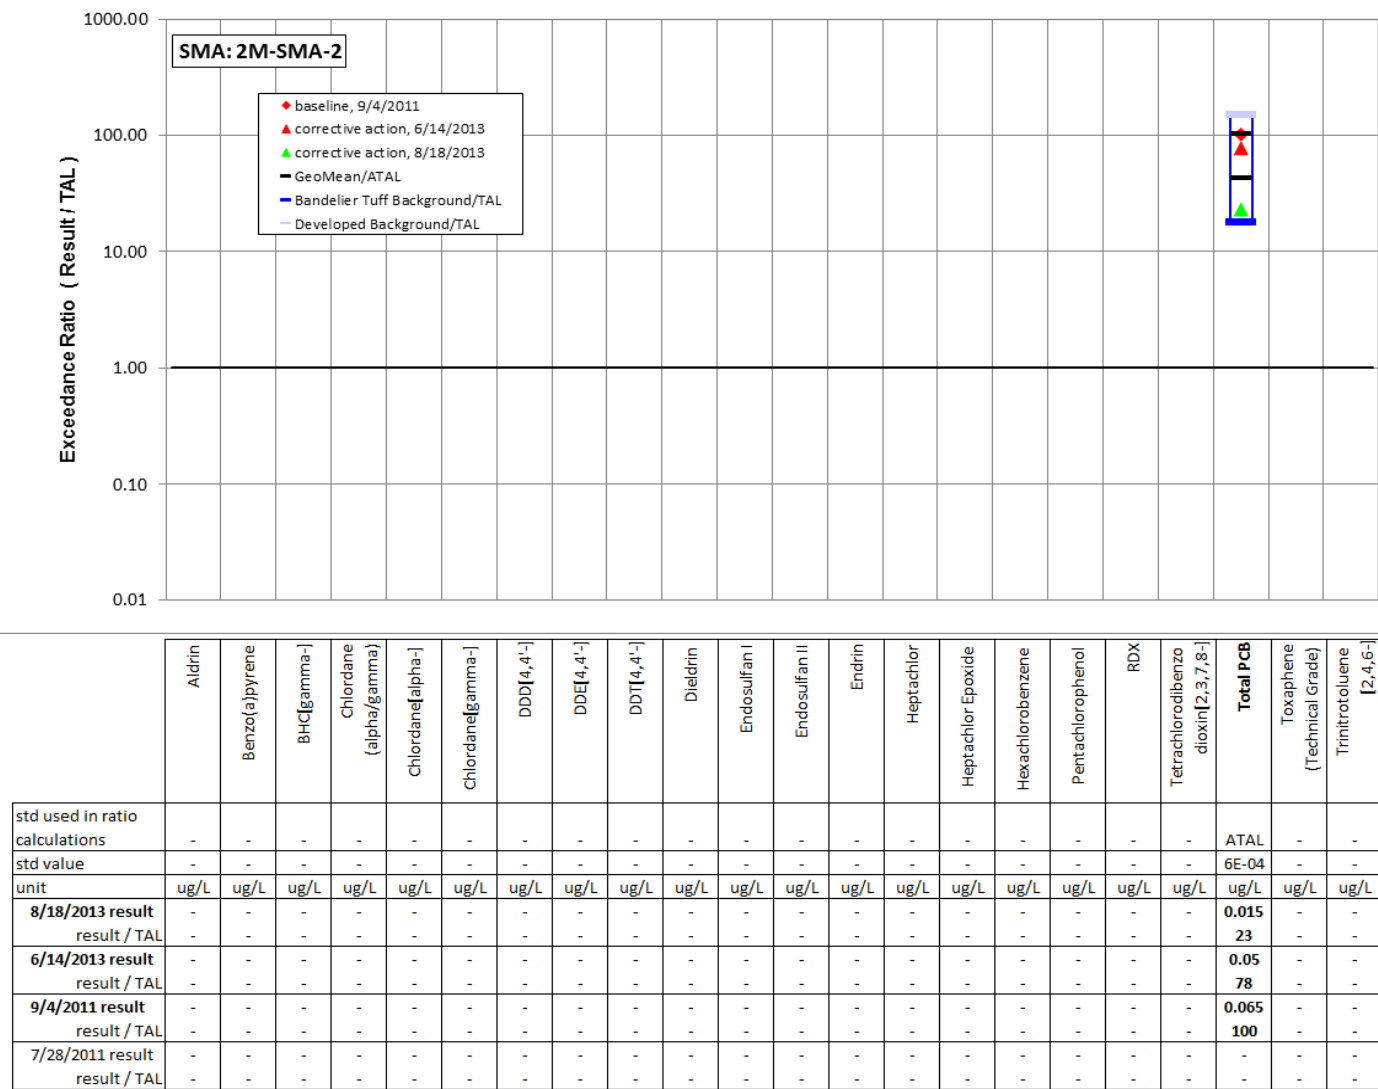 1000.00
100.00
10.00
1.00
0.10
0.01
Exceedance Ratio ( Result / TAL )
SMA: 2M-SMA-2
baseline, 9/4/2011
corrective action, 6/14/2013
corrective action, 8/18/2013
GeoMean/ATAL
Bandelier Tuff Background/TAL
Developed Background/TAL
Aldrin
Benzo(a)pyrene
BHC[gamma-]
Chlordane
(alpha/gamma)
Chlordane[alpha-]
Chlordane[gamma-]
DDD[4,4'-]
DDE[4,4'-]
DDT[4,4'-]
Dieldrin
Endosulfan I
Endosulfan II
Endrin
Heptachlor
Heptachlor Epoxide
Hexachlorobenzene
Pentachlorophenol
RDX
Tetrachlorodibenzo
dioxin[2,3,7,8-]
Total PCB
Toxaphene
(Technical Grade)
Trinitrotoluene
[2,4,6-]
std used in ratio
calculations - - - - - - - - - - - - - - - - - - - ATAL - -
std value - - - - - - - - - - - - - - - - - - - 6E-04 - -
unit ug/L ug/L ug/L ug/L ug/L ug/L ug/L ug/L ug/L ug/L ug/L ug/L ug/L ug/L ug/L ug/L ug/L ug/L ug/L ug/L ug/L ug/L
8/18/2013 result - - - - - - - - - - - - - - - - - - - 0.015 - -
result / TAL - - - - - - - - - - - - - - - - - - - 23 - -
6/14/2013 result - - - - - - - - - - - - - - - - - - - 0.05 - -
result / TAL - - - - - - - - - - - - - - - - - - - 78 - -
9/4/2011 result - - - - - - - - - - - - - - - - - - - 0.065 - -
result / TAL - - - - - - - - - - - - - - - - - - - 100 - -
7/28/2011 result - - - - - - - - - - - - - - - - - - - - - -
result / TAL - - - - - - - - - - - - - - - - - - - - - -